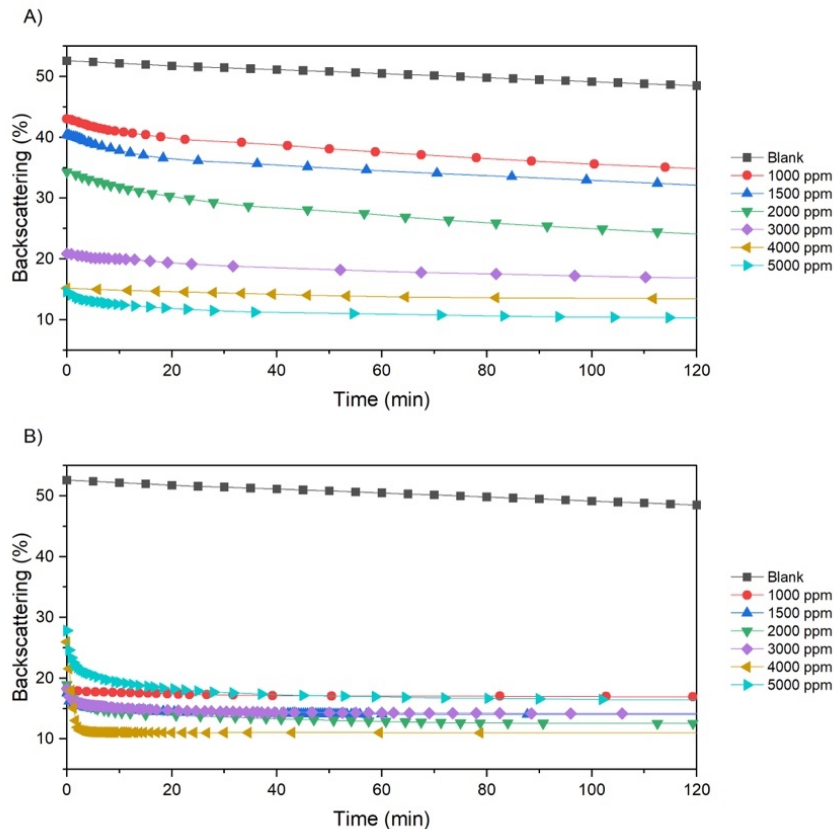 A)
Backscattering (%)
50
40
30
20
10
0 20 40 60 80 100 120
Time (min)
Blank
1000 ppm
1500 ppm
2000 ppm
3000 ppm
4000 ppm
5000 ppm
B)
Backscattering (%)
50
40
30
20
10
0 20 40 60 80 100 120
Time (min)
Blank
1000 ppm
1500 ppm
2000 ppm
3000 ppm
4000 ppm
5000 ppm